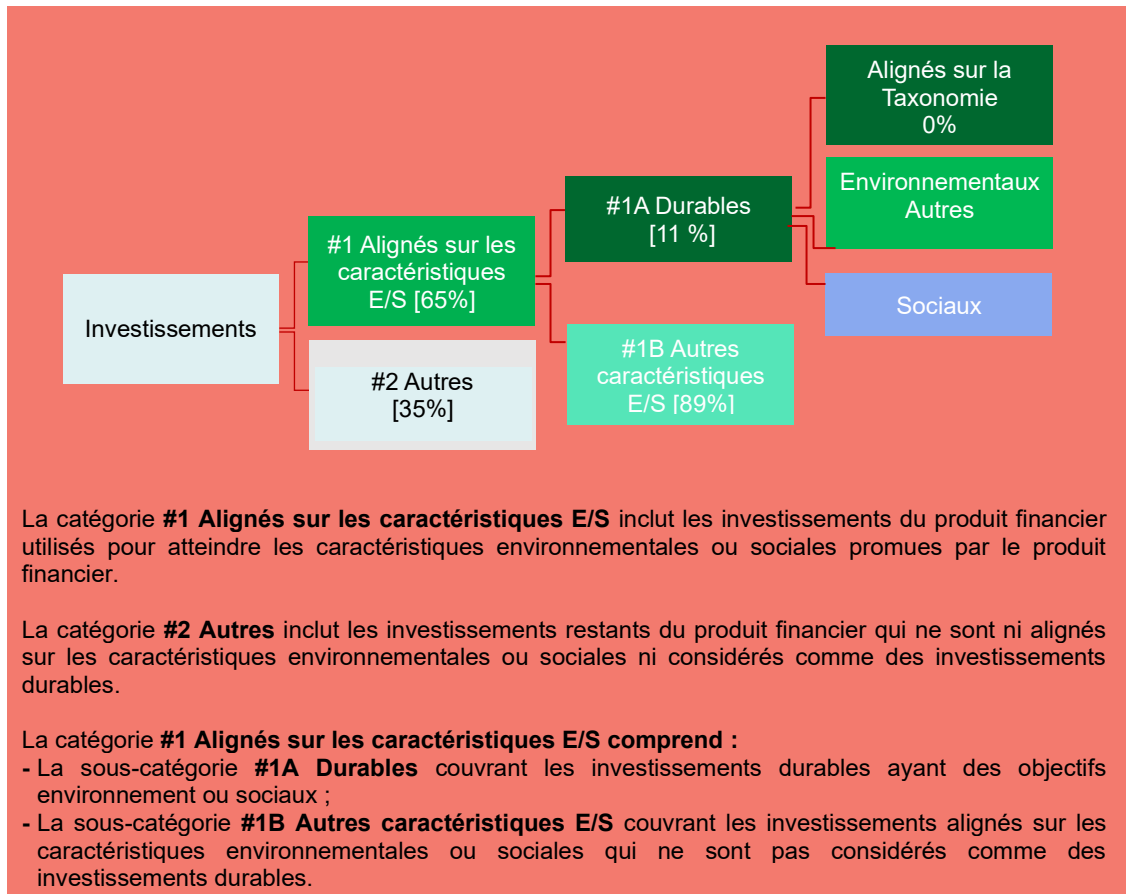 Alignés sur la
Taxonomie
0%
Environnementaux
Autres
#1A Durables
[11 %]
#1 Alignés sur les
caractéristiques
E/S [65%]
Sociaux
Investissements
#1B Autres
caractéristiques
E/S [89%]
#2 Autres
[35%]
La catégorie #1 Alignés sur les caractéristiques E/S inclut les investissements du produit financier
utilisés pour atteindre les caractéristiques environnementales ou sociales promues par le produit
financier.
La catégorie #2 Autres inclut les investissements restants du produit financier qui ne sont ni alignés
sur les caractéristiques environnementales ou sociales ni considérés comme des investissements
durables.
La catégorie #1 Alignés sur les caractéristiques E/S comprend :
- La sous-catégorie #1A Durables couvrant les investissements durables ayant des objectifs
environnement ou sociaux ;
- La sous-catégorie #1B Autres caractéristiques E/S couvrant les investissements alignés sur les
caractéristiques environnementales ou sociales qui ne sont pas considérés comme des
investissements durables.